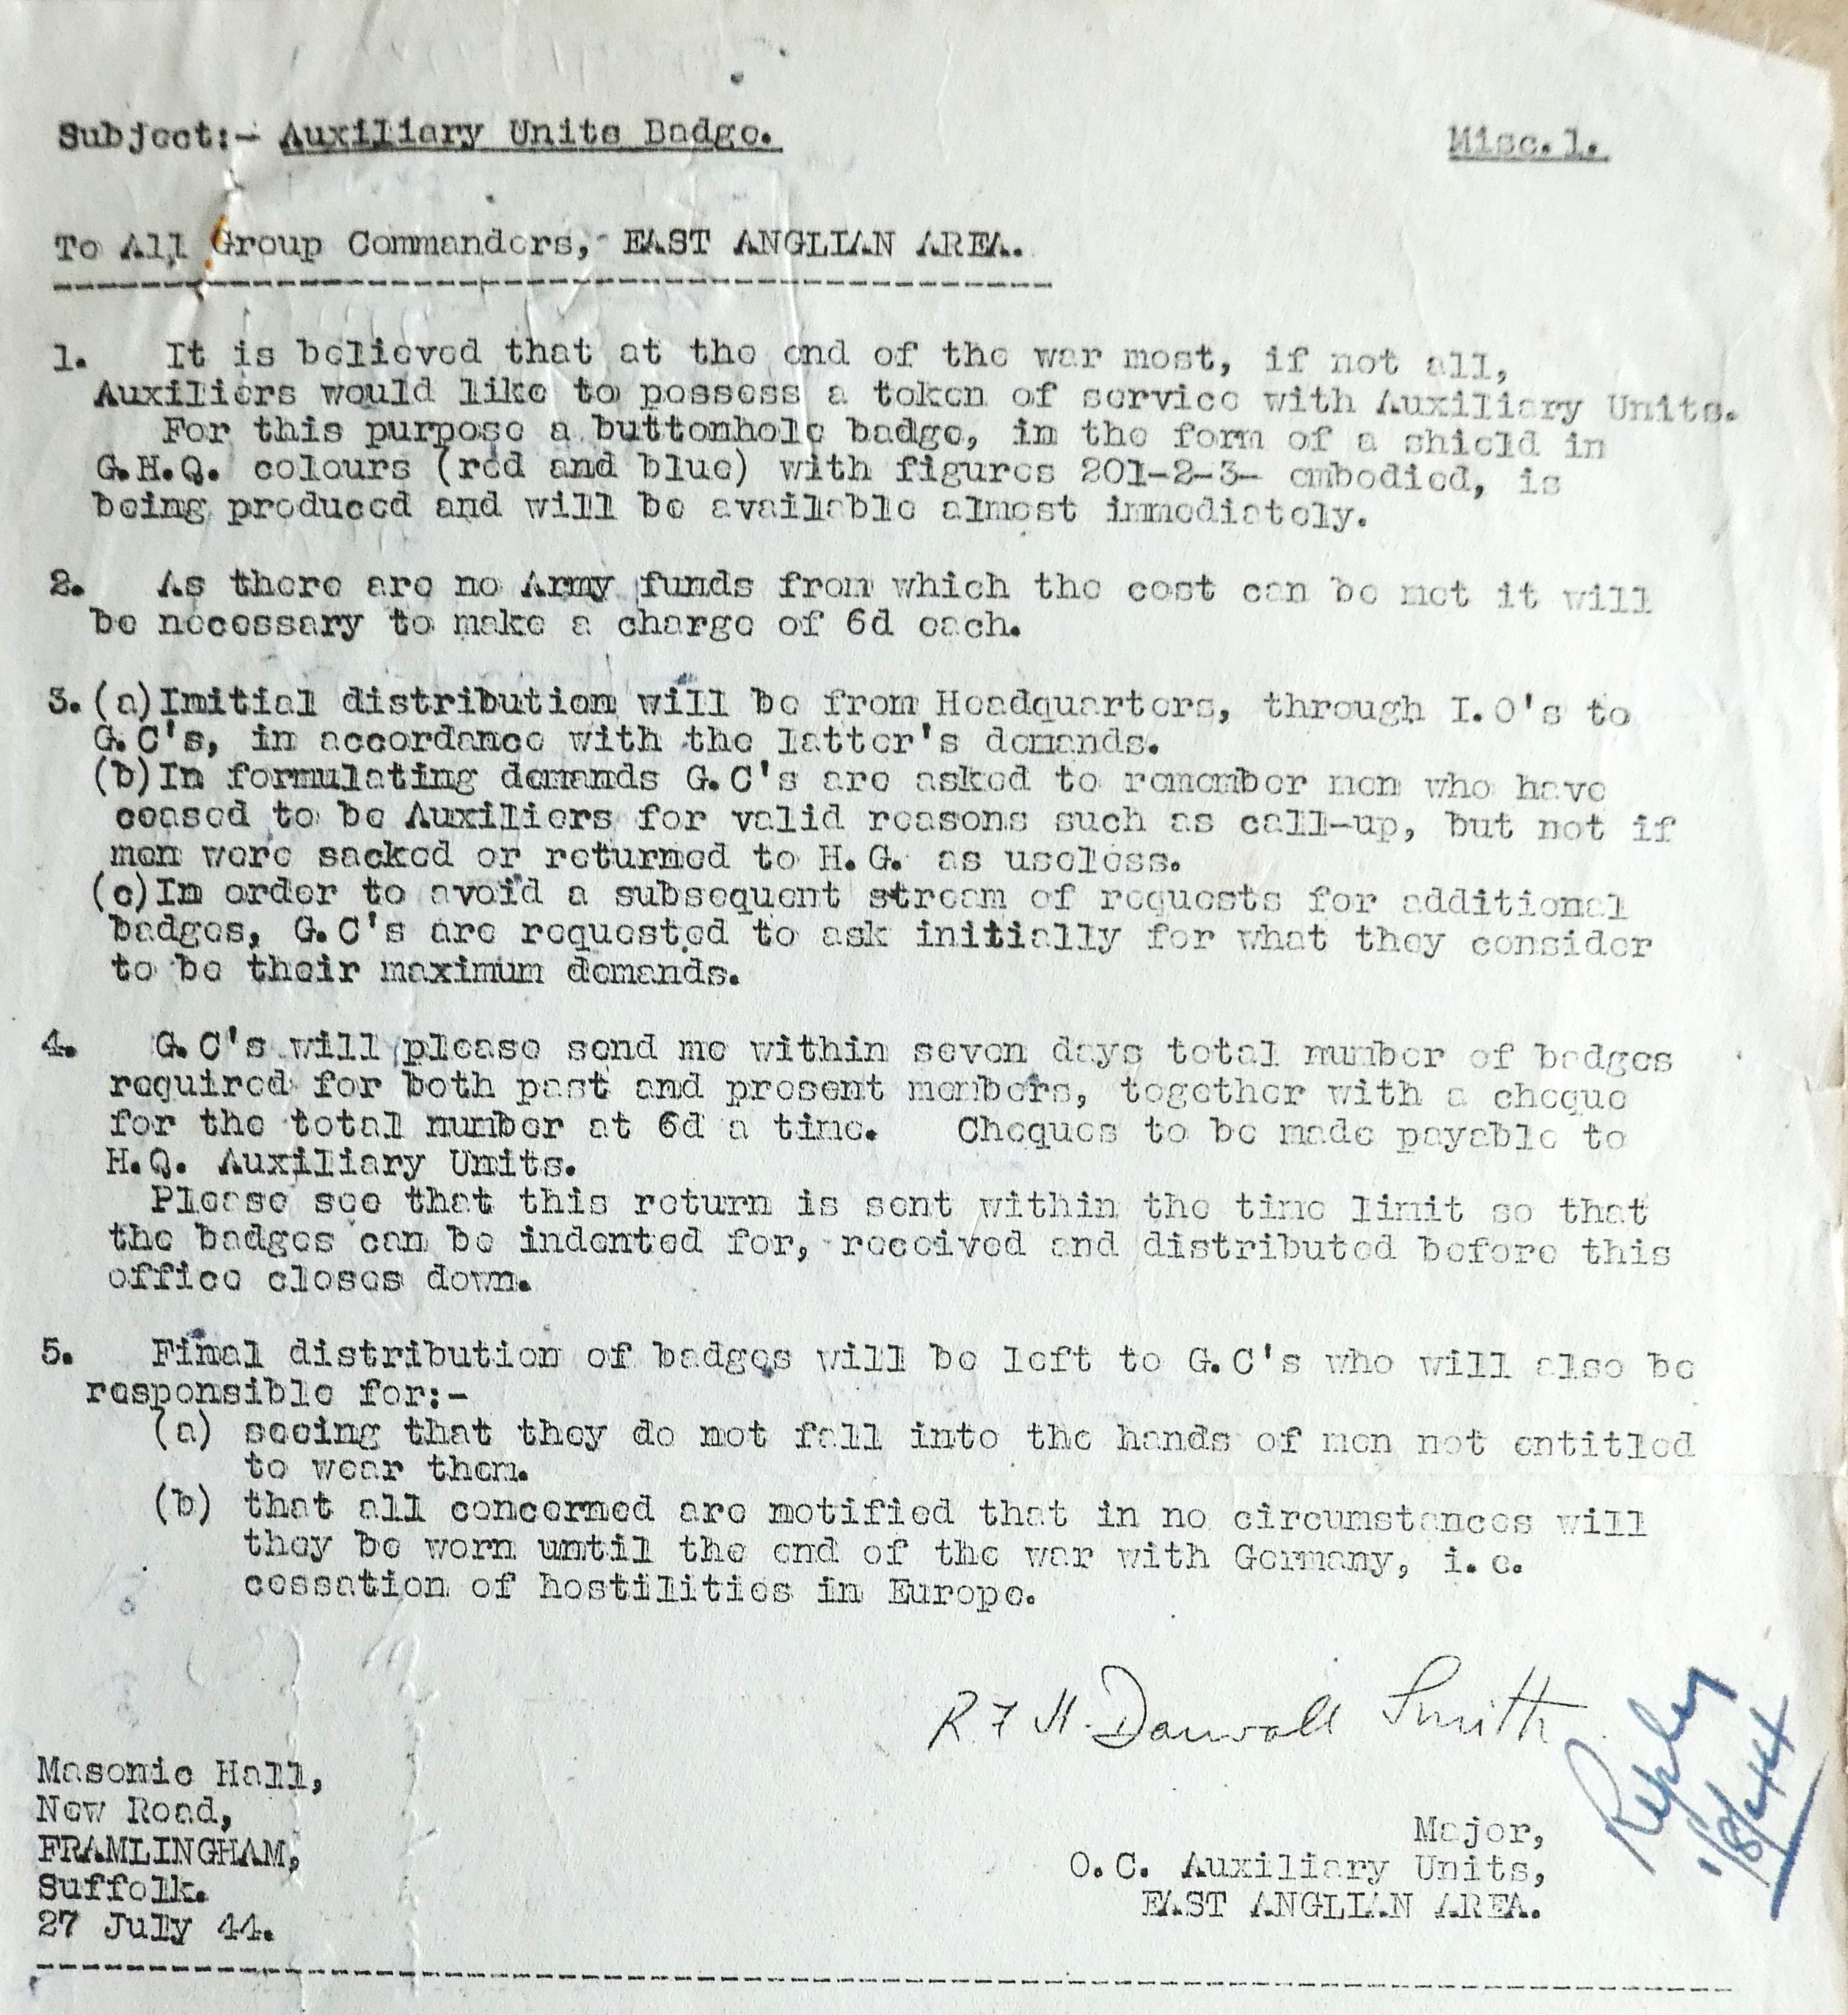 Subject:- Auxiliary Units Badge. Misc.1.
To All Group Commanders, EAST ANGLIAN AREA.
1. It is believed that at the end of the war most, if not all,
Auxiliers would like to possess a token of service with Auxiliary Units.
For this purpose a buttonhole badge, in the form of a shield in
G.H.Q. colours (red and blue) with figures 201-2-3- embodied, is
being produced and will be available almost immediately.
2. As there are no Army funds from which the cost can be met it will
be necessary to make a charge of 6d each.
3. (a)Initial distribution will be from Headquarters, through I.O's to
G.C's, in accordance with the latter's demands.
(b)In formulating demands G.C's are asked to remember men who have
ceased to be Auxiliers for valid reasons such as call-up, but not if
men were sacked or returned to H.G. as useless.
(c)In order to avoid a subsequent stream of requests for additional
badges, G.C's are requested to ask initially for what they consider
to be their maximum demands.
4. G.C's will please send me within seven days total number of badges
required for both past and present members, together with a cheque
for the total number at 6d a time. Cheques to be made payable to
H.Q. Auxiliary Units.
Please see that this return is sent within the time limit so that
the badges can be indented for, received and distributed before this
office closes down.
5. Final distribution of badges will be left to G.C's who will also be
responsible for:-
(a) seeing that they do not fall into the hands of men not entitled
to wear them.
(b) that all concerned are notified that in no circumstances will
they be worn until the end of the war with Germany, i.e.
cessation of hostilities in Europe.
R F H Darwall Smith
Masonic Hall,
New Road,
FRAMLINGHAM,
Suffolk.
27 July 44.
Major,
O.C. Auxiliary Units,
EAST ANGLIAN AREA.
Reply
1/8/44